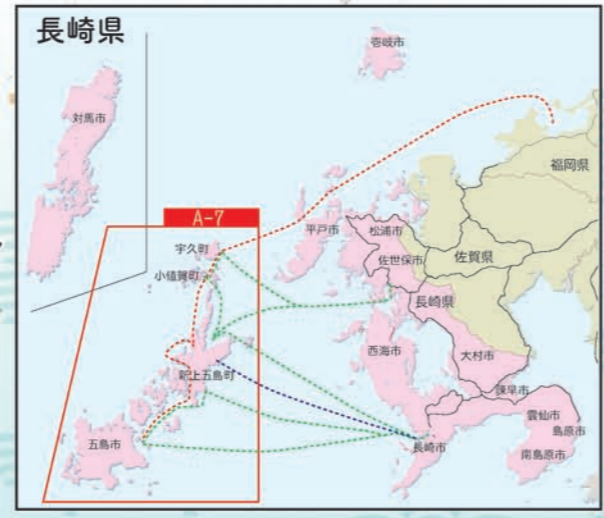 長崎県
壱岐市
対馬市
福岡県
A-7
平戸市
松浦市
宇久町
佐世保市
佐賀県
小値賀町
長崎県
西海市
大村市
新上五島町
諫早市
雲仙市
島原市
五島市
長崎市
南島原市